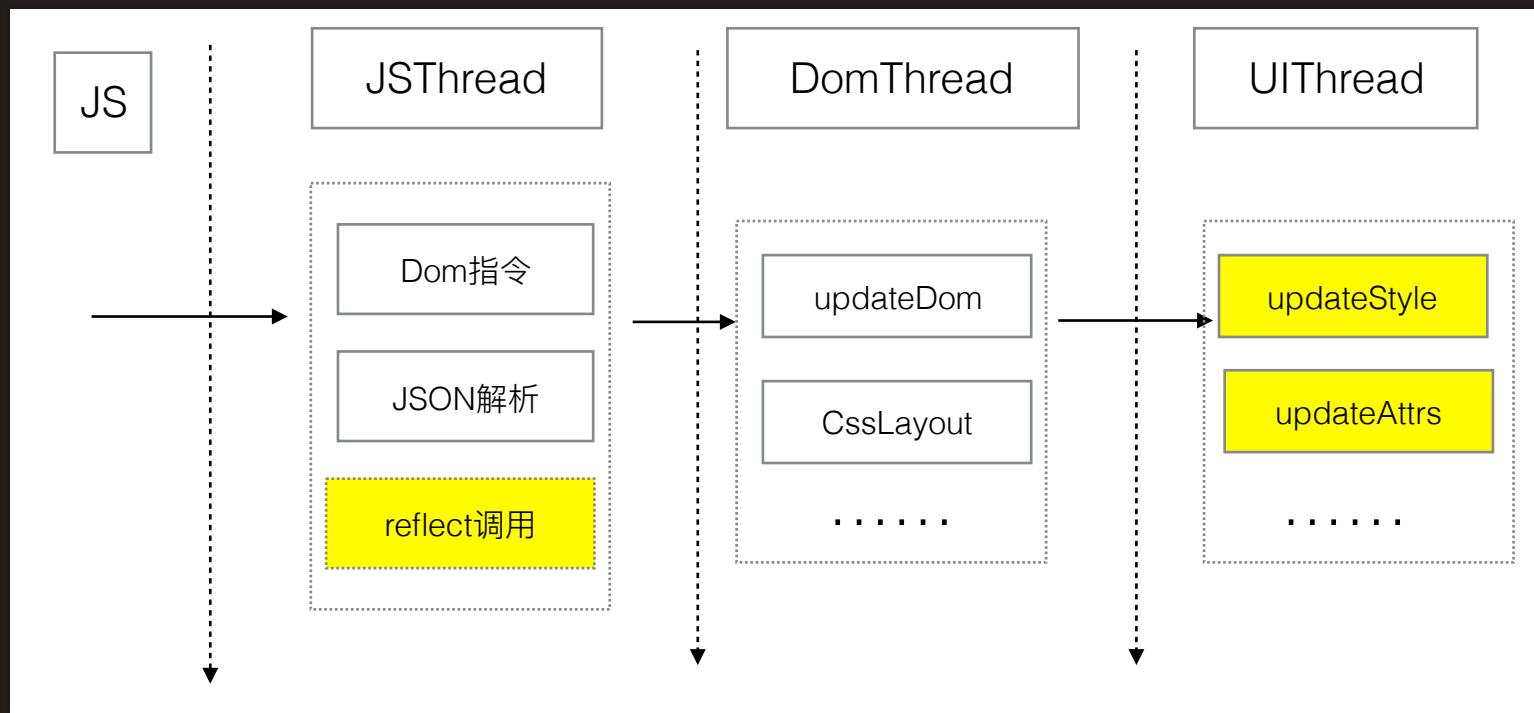 JS
JSThread
DomThread
UIThread
Dom指令
JSON解析
reflect调用
updateDom
CssLayout
......
updateStyle
updateAttrs
......